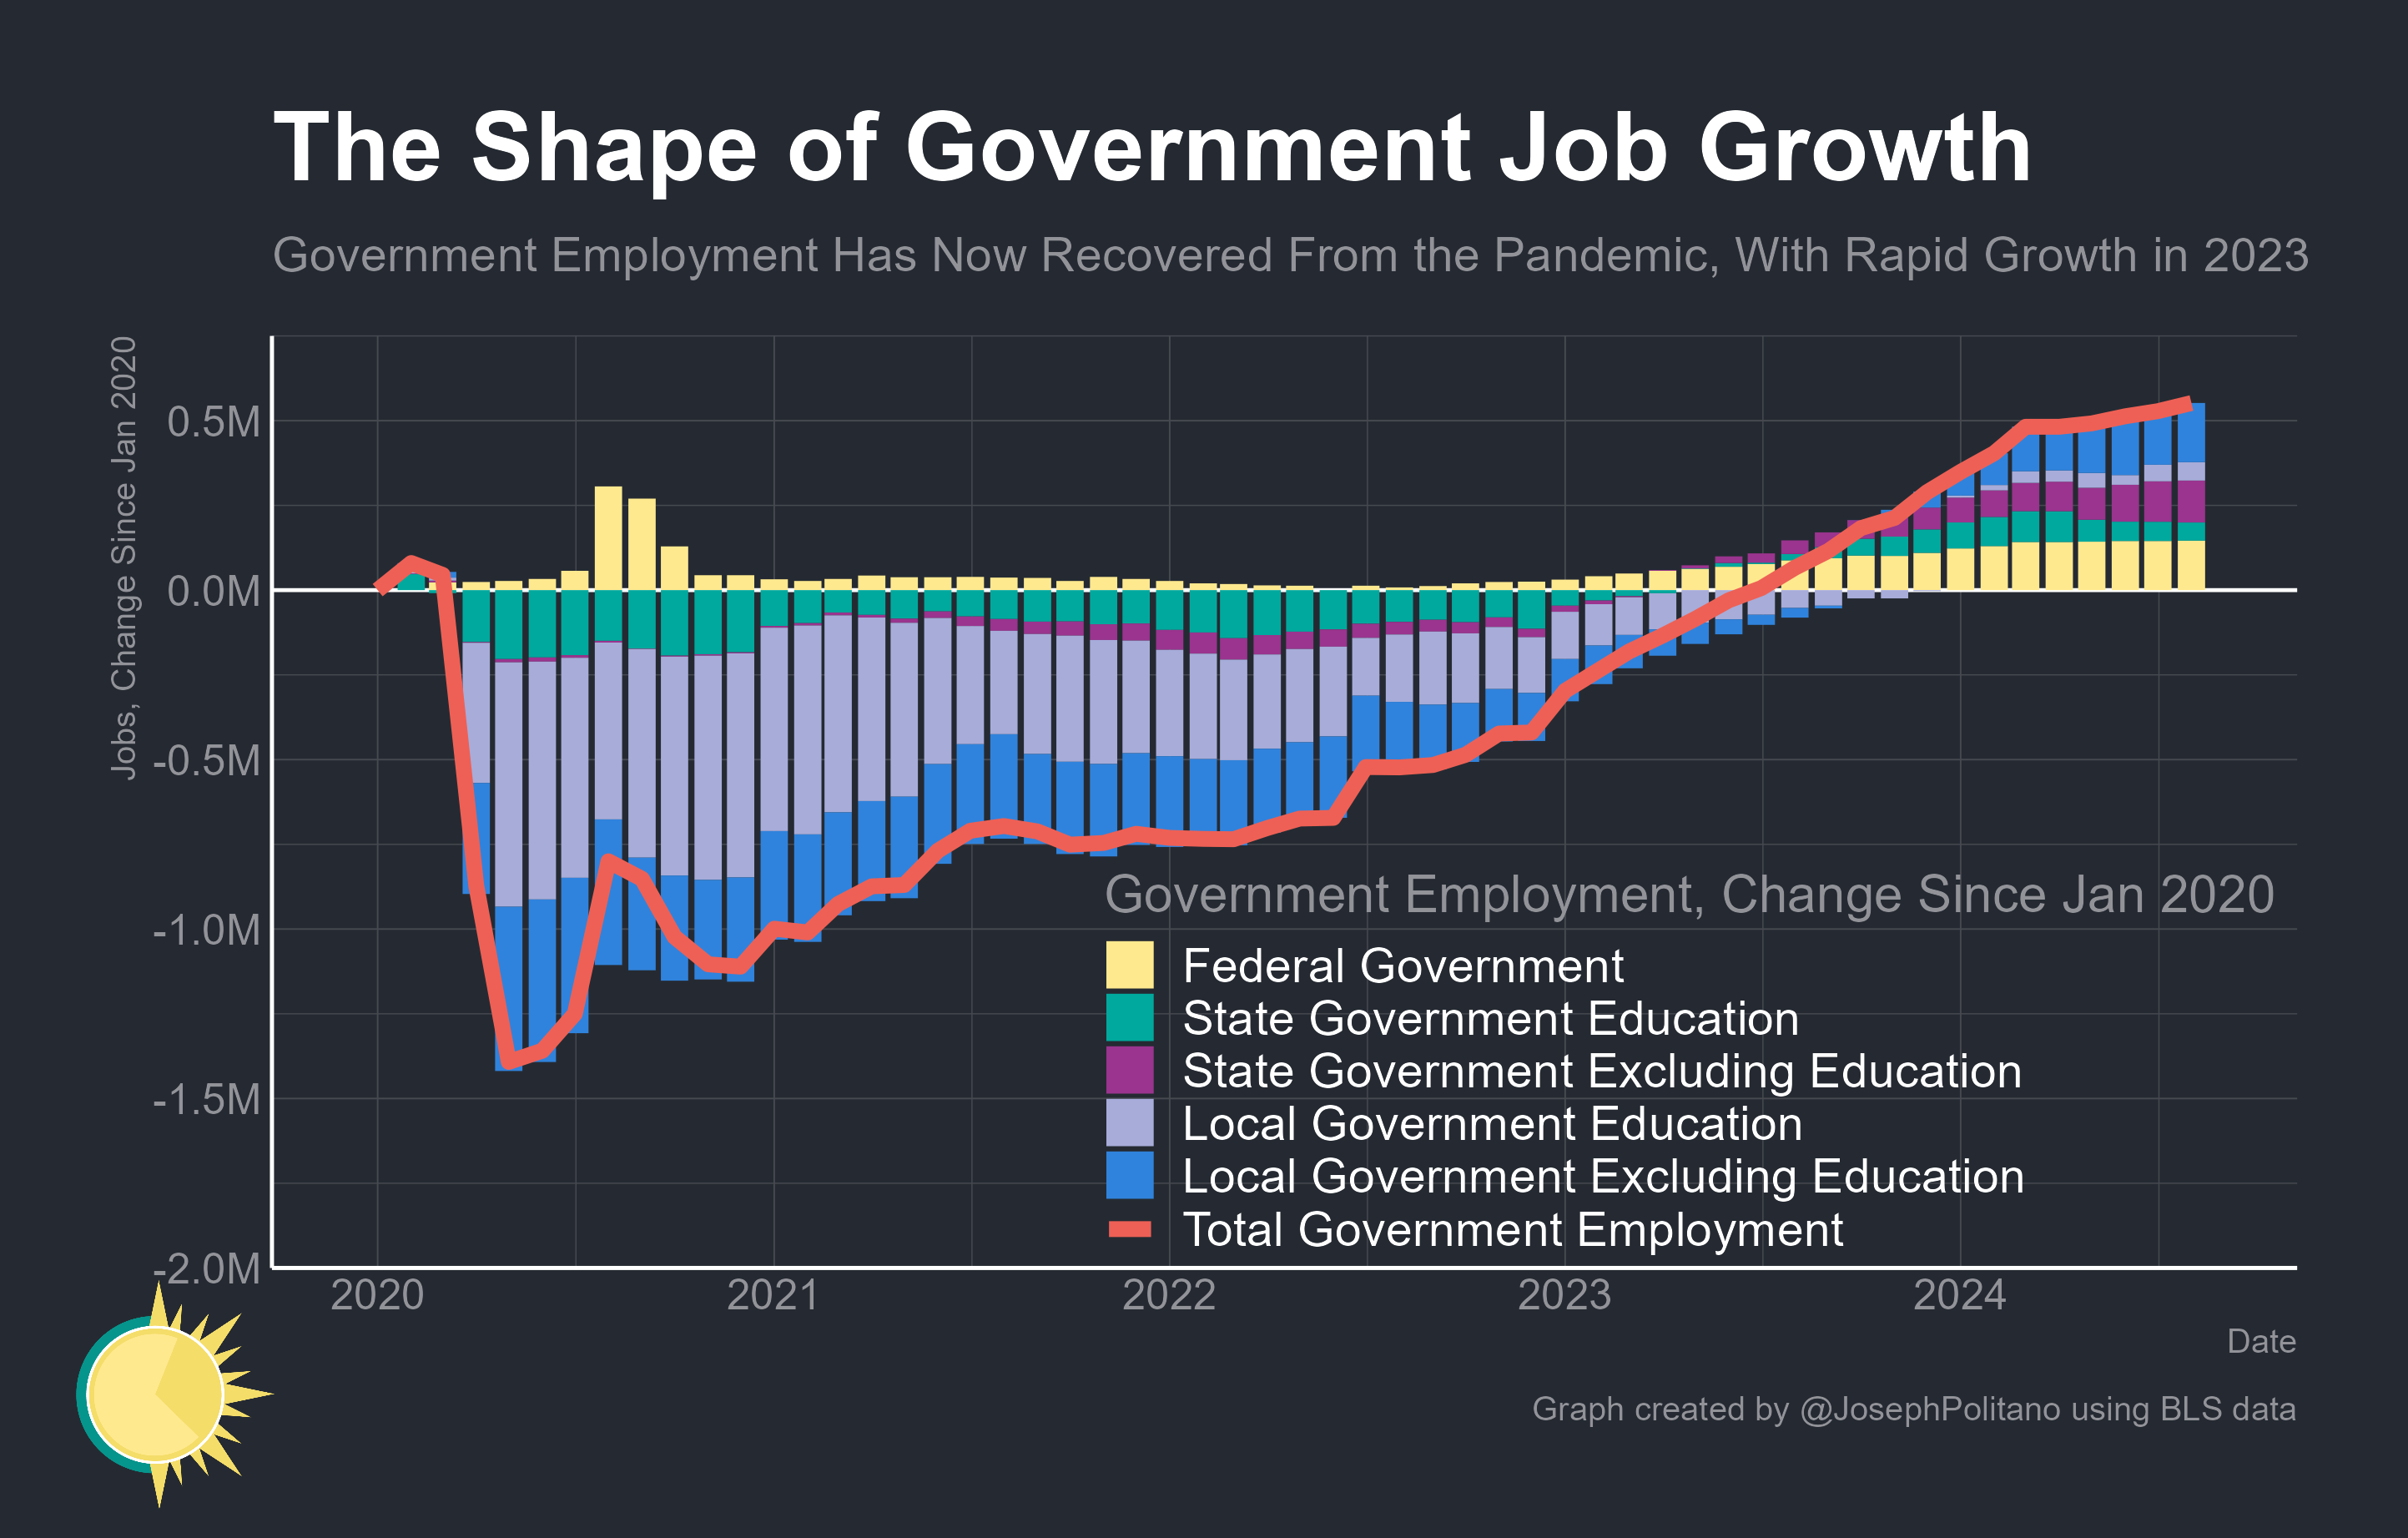 The Shape of Government Job Growth
Government Employment Has Now Recovered From the Pandemic, With Rapid Growth in 2023
Jobs, Change Since Jan 2020
0.5M
0.0M
-0.5M
-1.0M
-1.5M
-2.0M
Government Employment, Change Since Jan 2020
Federal Government
State Government Education
State Government Excluding Education
Local Government Education
Local Government Excluding Education
Total Government Employment
2020 2021 2022 2023 2024
Date
Graph created by @JosephPolitano using BLS data